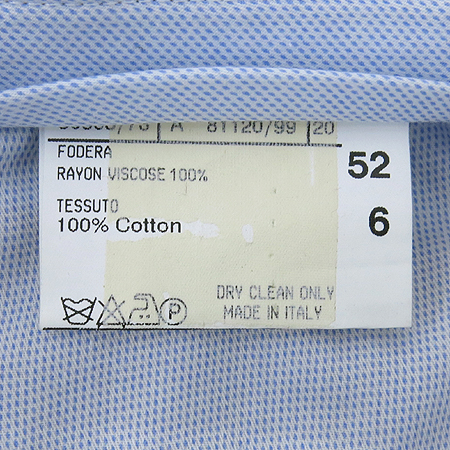 A 81120/99 20
FODERA
RAYON VISCOSE 100%
52
TESSUTO
100% Cotton
6
DRY CLEAN ONLY
MADE IN ITALY
P